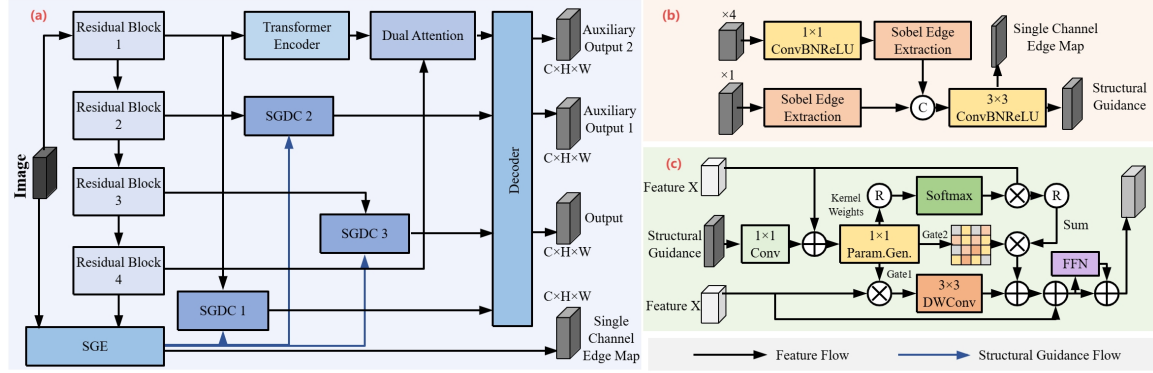 (a)
Residual Block
1
Transformer
Encoder
Dual Attention
Auxiliary
Output 2
C×H×W
Residual Block
2
SGDC 2
Auxiliary
Output 1
C×H×W
Image
Decoder
Residual Block
3
SGDC 3
Output
C×H×W
Residual Block
4
SGDC 1
C×H×W
SGE
Single
Channel
Edge Map
(b)
×4
1×1
ConvBNReLU
Sobel Edge
Extraction
Single Channel
Edge Map
×1
Sobel Edge
Extraction
C
3×3
ConvBNReLU
Structural
Guidance
(c)
Feature X
Kernel
Weights
R
Softmax
R
Sum
Structural
Guidance
1×1
Conv
1×1
Param.Gen.
Gate2
Gate1
FFN
Feature X
3×3
DWConv
Feature Flow
Structural Guidance Flow